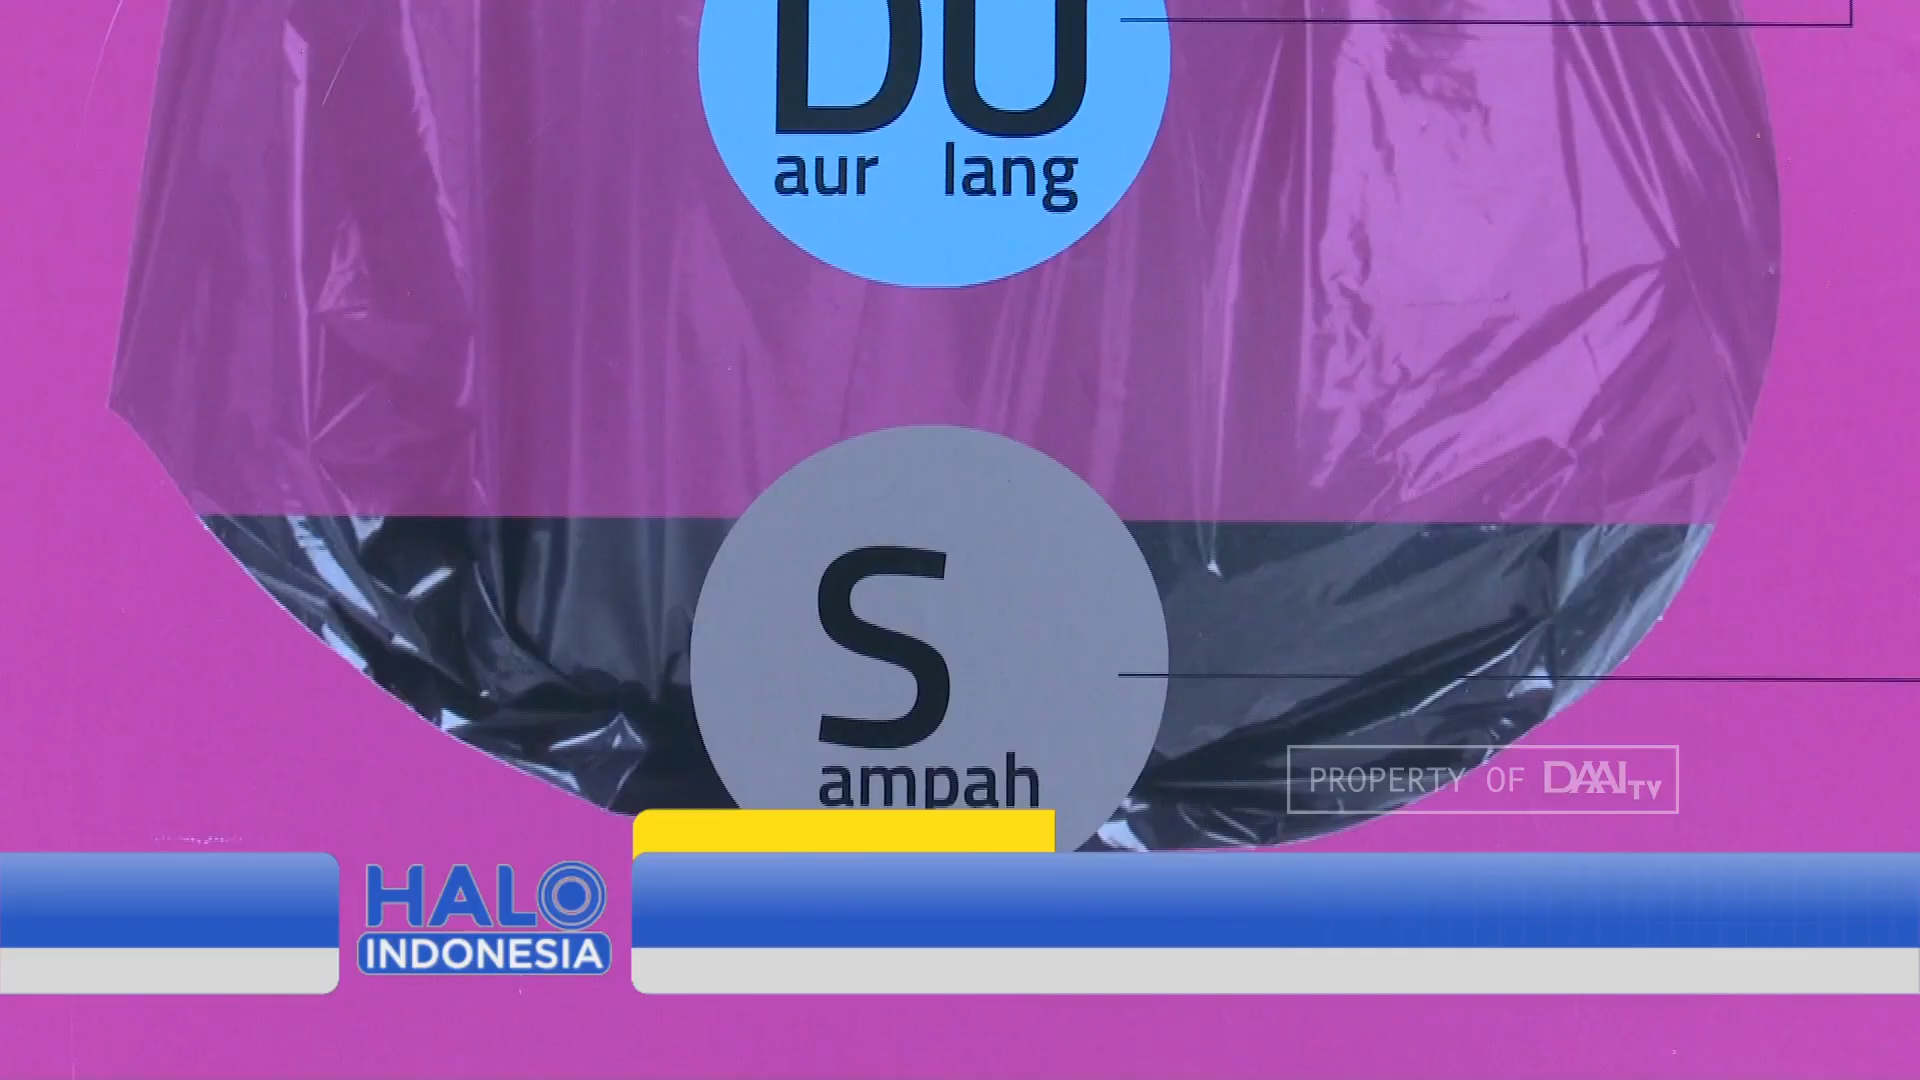 DU
aur lang
S
ampah
PROPERTY OF DAAI TV
HALO
INDONESIA